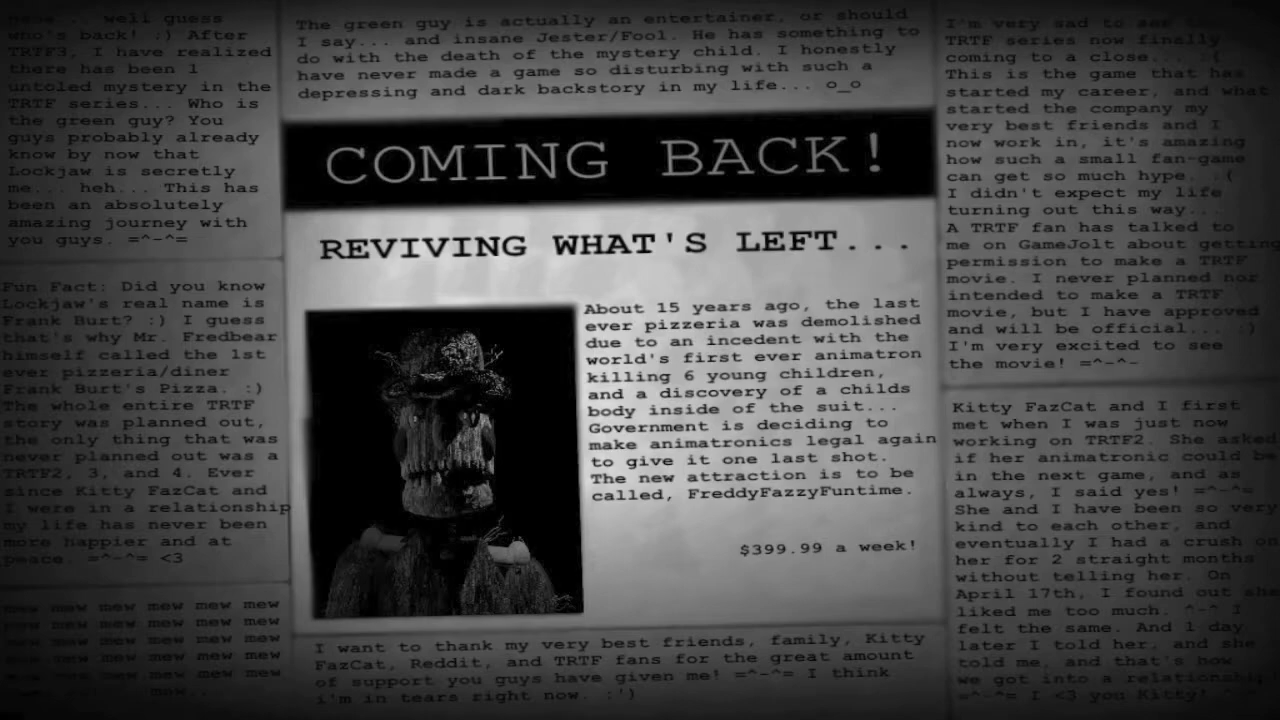 well guess
who's back! :) After
TRTF3, I have realized
there has been 1
untoled mystery in the
TRTF series... Who is
the green guy? You
guys probably already
know by now that
Lockjaw is secretly
me... heh... This has
been an absolutely
amazing journey with
you guys. =^-^=
Fun Fact: Did you know
Lockjaw's real name is
Frank Burt? :) I guess
that's why Mr. Fredbear
himself called the 1st
ever pizzeria/diner
Frank Burt's Pizza. :)
The whole entire TRTF
story was planned out,
the only thing that was
never planned out was a
TRTF2, 3, and 4. Ever
since Kitty FazCat and
I were in a relationship
my life has never been
more happier and at
peace. =^-^= <3
mew mew mew mew mew mew
mew mew mew mew mew mew
mew mew mew mew mew mew
mew mew mew mew mew mew
mew mew mew mew mew mew
mew..
The green guy is actually an entertainer, or should
I say... and insane Jester/Fool. He has something to
do with the death of the mystery child. I honestly
have never made a game so disturbing with such a
depressing and dark backstory in my life... o_o
COMING BACK!
REVIVING WHAT'S LEFT...
About 15 years ago, the last
ever pizzeria was demolished
due to an incedent with the
world's first ever animatron
killing 6 young children,
and a discovery of a childs
body inside of the suit...
Government is deciding to
make animatronics legal again
to give it one last shot.
The new attraction is to be
called, FreddyFazzyFuntime.
$399.99 a week!
I want to thank my very best friends, family, Kitty
FazCat, Reddit, and TRTF fans for the great amount
of support you guys have given me! =^-^= I think
i'm in tears right now. :')
I'm very sad to see the
TRTF series now finally
coming to a close... :(
This is the game that has
started my career, and what
started the company my
very best friends and I
now work in, it's amazing
how such a small fan-game
can get so much hype. :(
I didn't expect my life
turning out this way...
A TRTF fan has talked to
me on GameJolt about getting
permission to make a TRTF
movie. I never planned nor
intended to make a TRTF
movie, but I have approved
and will be official... :)
I'm very excited to see
the movie! =^-^-
Kitty FazCat and I first
met when I was just now
working on TRTF2. She asked
if her animatronic could be
in the next game, and as
always, I said yes! =^-^=
She and I have been so very
kind to each other, and
eventually I had a crush on
her for 2 straight months
without telling her. On
April 17th, I found out she
liked me too much. ^-^ I
felt the same. And 1 day
later I told her, and she
told me, and that's how
we got into a relationship!
=^-^= I <3 you Kitty!